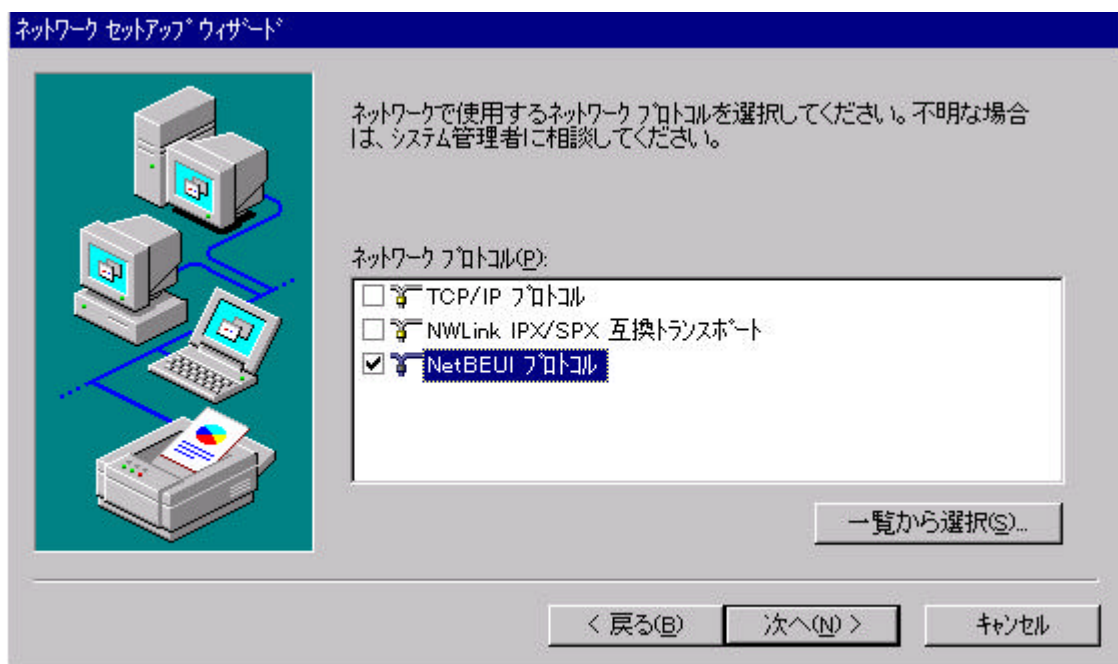 ネットワーク セットアップ ウィザード
ネットワークで使用するネットワーク プロトコルを選択してください。不明な場合
は、システム管理者に相談してください。
ネットワーク プロトコル(P):
TCP/IP プロトコル
NWLink IPX/SPX 互換トランスポート
NetBEUI プロトコル
一覧から選択(S)...
< 戻る(B)
次へ(N) >
キャンセル